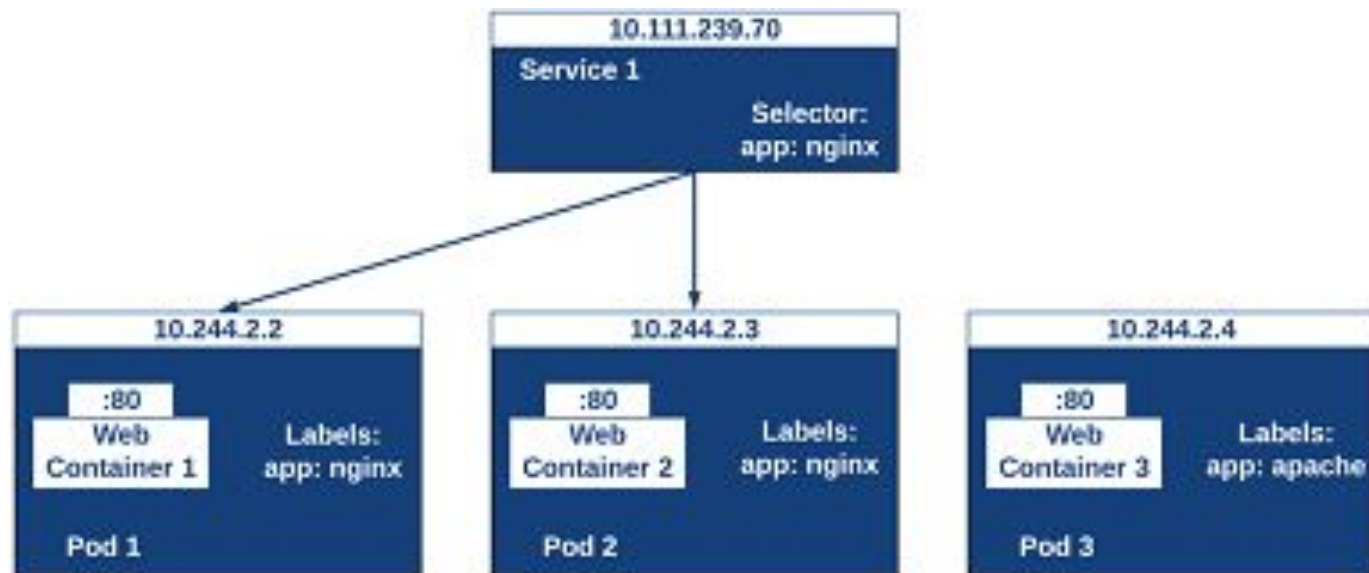 10.111.239.70
Service 1
Selector:
app: nginx
10.244.2.2
:80
Web
Container 1
Labels:
app: nginx
Pod 1
10.244.2.3
:80
Web
Container 2
Labels:
app: nginx
Pod 2
10.244.2.4
:80
Web
Container 3
Labels:
app: apache
Pod 3